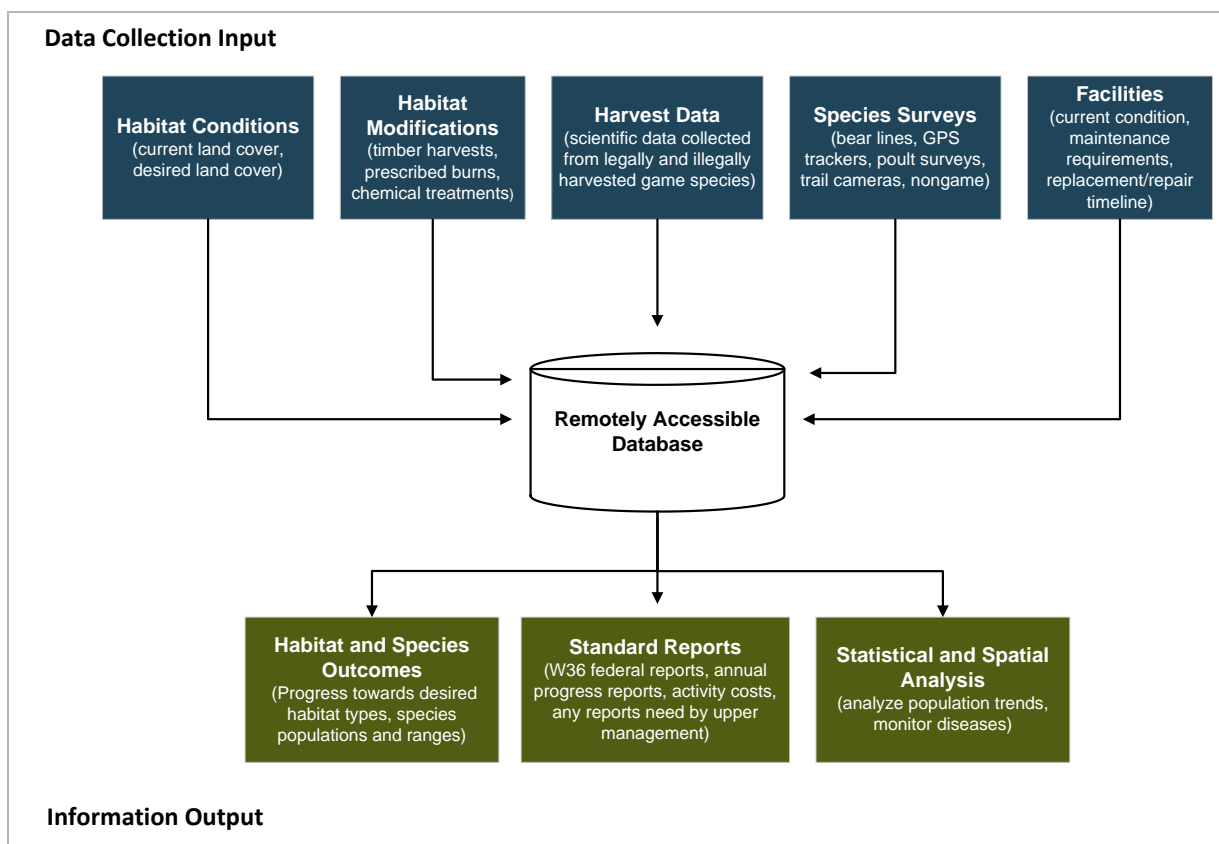 Data Collection Input
Habitat Conditions
(current land cover,
desired land cover)
Habitat
Modifications
(timber harvests,
prescribed burns,
chemical treatments)
Harvest Data
(scientific data collected
from legally and illegally
harvested game species)
Species Surveys
(bear lines, GPS
trackers, poult surveys,
trail cameras, nongame)
Facilities
(current condition,
maintenance
requirements,
replacement/repair
timeline)
Remotely Accessible
Database
Habitat and Species
Outcomes
(Progress towards desired
habitat types, species
populations and ranges)
Standard Reports
(W36 federal reports, annual
progress reports, activity costs,
any reports need by upper
management)
Statistical and Spatial
Analysis
(analyze population trends,
monitor diseases)
Information Output